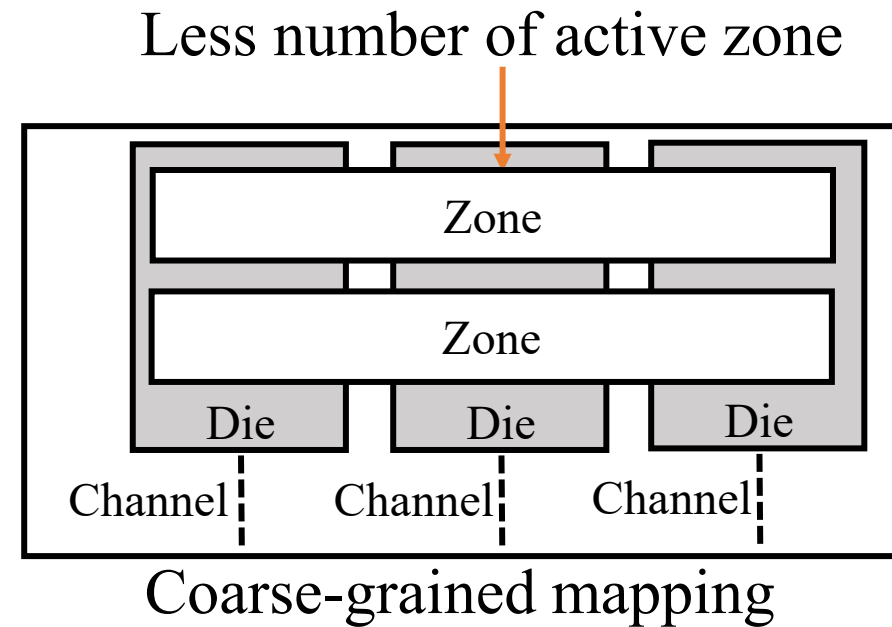 Less number of active zone
Zone
Zone
Die Die Die
Channel Channel Channel
Coarse-grained mapping